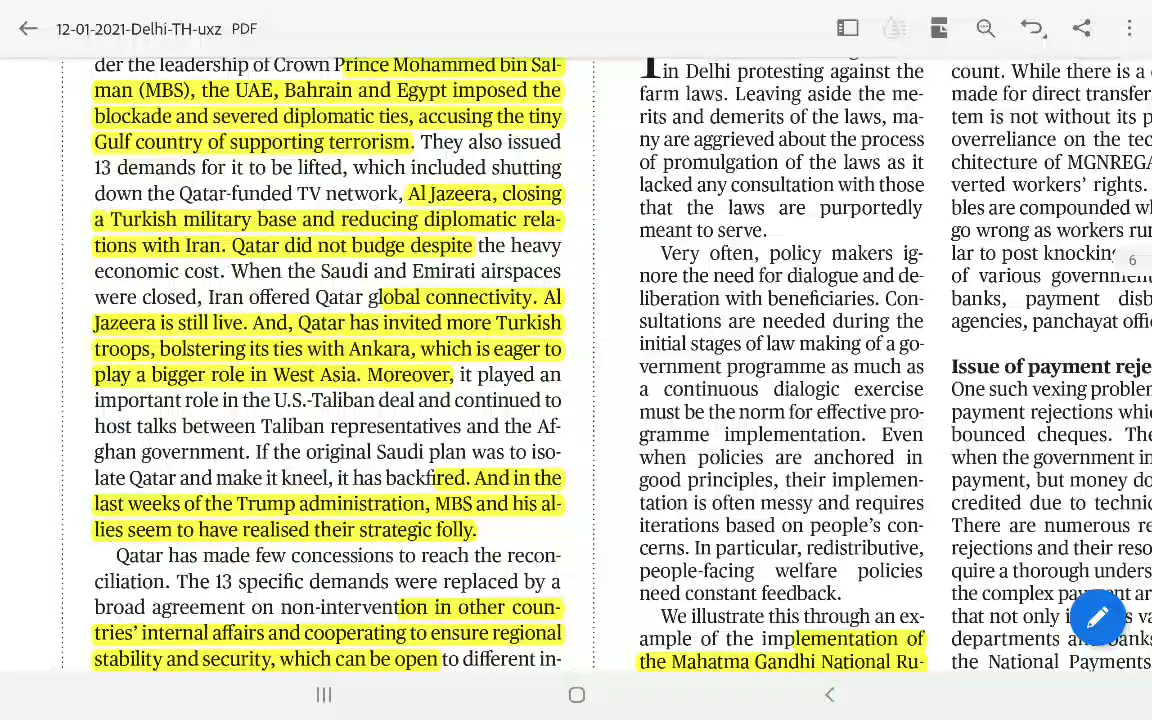 12-01-2021-Delhi-TH-uxz PDF
der the leadership of Crown Prince Mohammed bin Sal-
man (MBS), the UAE, Bahrain and Egypt imposed the
blockade and severed diplomatic ties, accusing the tiny
Gulf country of supporting terrorism. They also issued
13 demands for it to be lifted, which included shutting
down the Qatar-funded TV network, Al Jazeera, closing
a Turkish military base and reducing diplomatic rela-
tions with Iran. Qatar did not budge despite the heavy
economic cost. When the Saudi and Emirati airspaces
were closed, Iran offered Qatar global connectivity. Al
Jazeera is still live. And, Qatar has invited more Turkish
troops, bolstering its ties with Ankara, which is eager to
play a bigger role in West Asia. Moreover, it played an
important role in the U.S.-Taliban deal and continued to
host talks between Taliban representatives and the Af-
ghan government. If the original Saudi plan was to iso-
late Qatar and make it kneel, it has backfired. And in the
last weeks of the Trump administration, MBS and his al-
lies seem to have realised their strategic folly.
Qatar has made few concessions to reach the recon-
ciliation. The 13 specific demands were replaced by a
broad agreement on non-intervention in other coun-
tries' internal affairs and cooperating to ensure regional
stability and security, which can be open to different in-
in Delhi protesting against the
farm laws. Leaving aside the me-
rits and demerits of the laws, ma-
ny are aggrieved about the process
of promulgation of the laws as it
lacked any consultation with those
that the laws are purportedly
meant to serve.
Very often, policy makers ig-
nore the need for dialogue and de-
liberation with beneficiaries. Con-
sultations are needed during the
initial stages of law making of a go-
vernment programme as much as
a continuous dialogic exercise
must be the norm for effective pro-
gramme implementation. Even
when policies are anchored in
good principles, their implemen-
tation is often messy and requires
iterations based on people's con-
cerns. In particular, redistributive,
people-facing welfare policies
need constant feedback.
We illustrate this through an ex-
ample of the implementation of
the Mahatma Gandhi National Ru-
count. While there is a
made for direct transfer
tem is not without its p
overreliance on the tec
chitecture of MGNREGA
verted workers' rights.
bles are compounded wh
go wrong as workers run
lar to post knocking
of various governmen
banks, payment disb
agencies, panchayat offic
Issue of payment reje
One such vexing problem
payment rejections whic
bounced cheques. The
when the government in
payment, but money do
credited due to technic
There are numerous re
rejections and their reso
quire a thorough unders
the complex payment ar
that not only va
departments banks
the National Payments
6